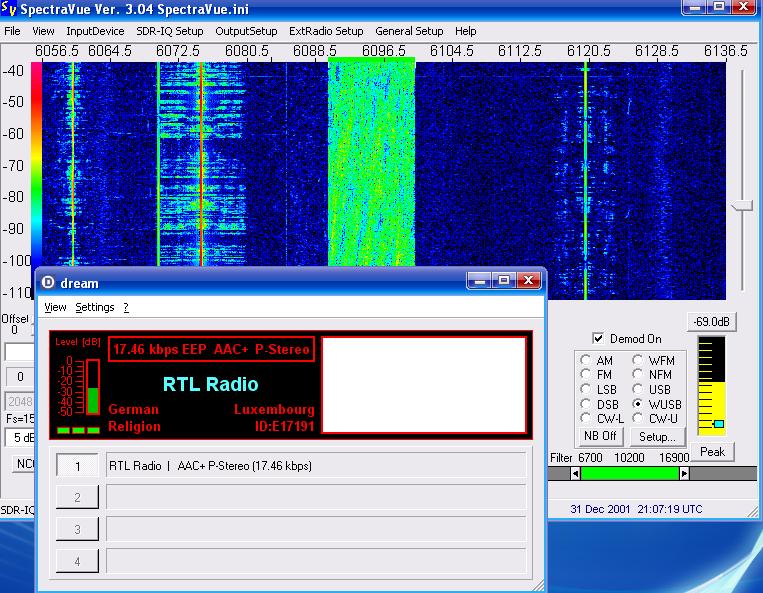 SpectraVue Ver. 3.04 SpectraVue.ini
File View InputDevice SDR-IQ Setup OutputSetup ExtRadio Setup General Setup Help
6056.5 6064.5 6072.5 6080.5 6088.5 6096.5 6104.5 6112.5 6120.5 6128.5 6136.5
-40
-50
-60
-70
-80
-90
-100
-110
Offset
0
0
2048
Fs=15
5 dB
NCO
SDR-IQ
dream
View Settings ?
Level [dB]
0
-10
-20
-30
-40
-50
17.46 kbps EEP AAC+ P-Stereo
RTL Radio
German Luxembourg
Religion ID:E17191
1 RTL Radio | AAC+ P-Stereo (17.46 kbps)
2
3
4
-69.0dB
Demod On
AM WFM
FM NFM
LSB USB
DSB WUSB
CW-L CW-U
NB Off Setup...
Peak
Filter 6700 10200 16900
31 Dec 2001 21:07:19 UTC